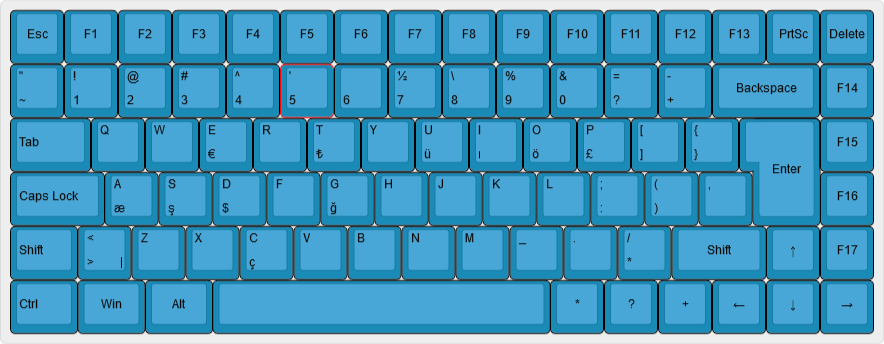 Esc F1 F2 F3 F4 F5 F6 F7 F8 F9 F10 F11 F12 F13 PrtSc Delete
" ! @ # ^ ' ½ \ % & = -
~ 1 2 3 4 5 6 7 8 9 0 ? + Backspace F14
Q W E R T Y U I O P [ {
Tab € ₺ ü ı ö £ ] } Enter F15
A S D F G H J K L ; ( ,
Caps Lock æ ş $ ğ : ) F16
< Z X C V B N M _ . /
Shift > | ç * Shift ↑ F17
Ctrl Win Alt * ? + ← ↓ →